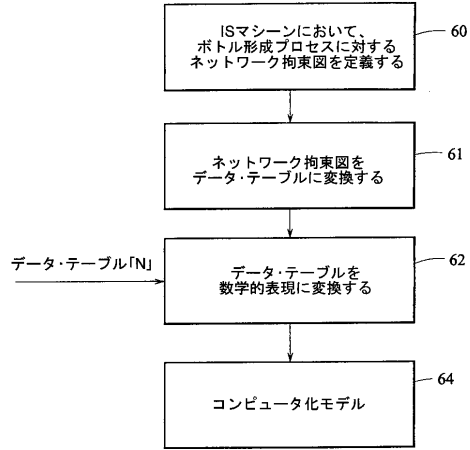 ISマシーンにおいて、
ボトル形成プロセスに対する
ネットワーク拘束図を定義する
60
ネットワーク拘束図を
データ・テーブルに変換する
61
データ・テーブル「N」
データ・テーブルを
数学的表現に変換する
62
コンピュータ化モデル
64